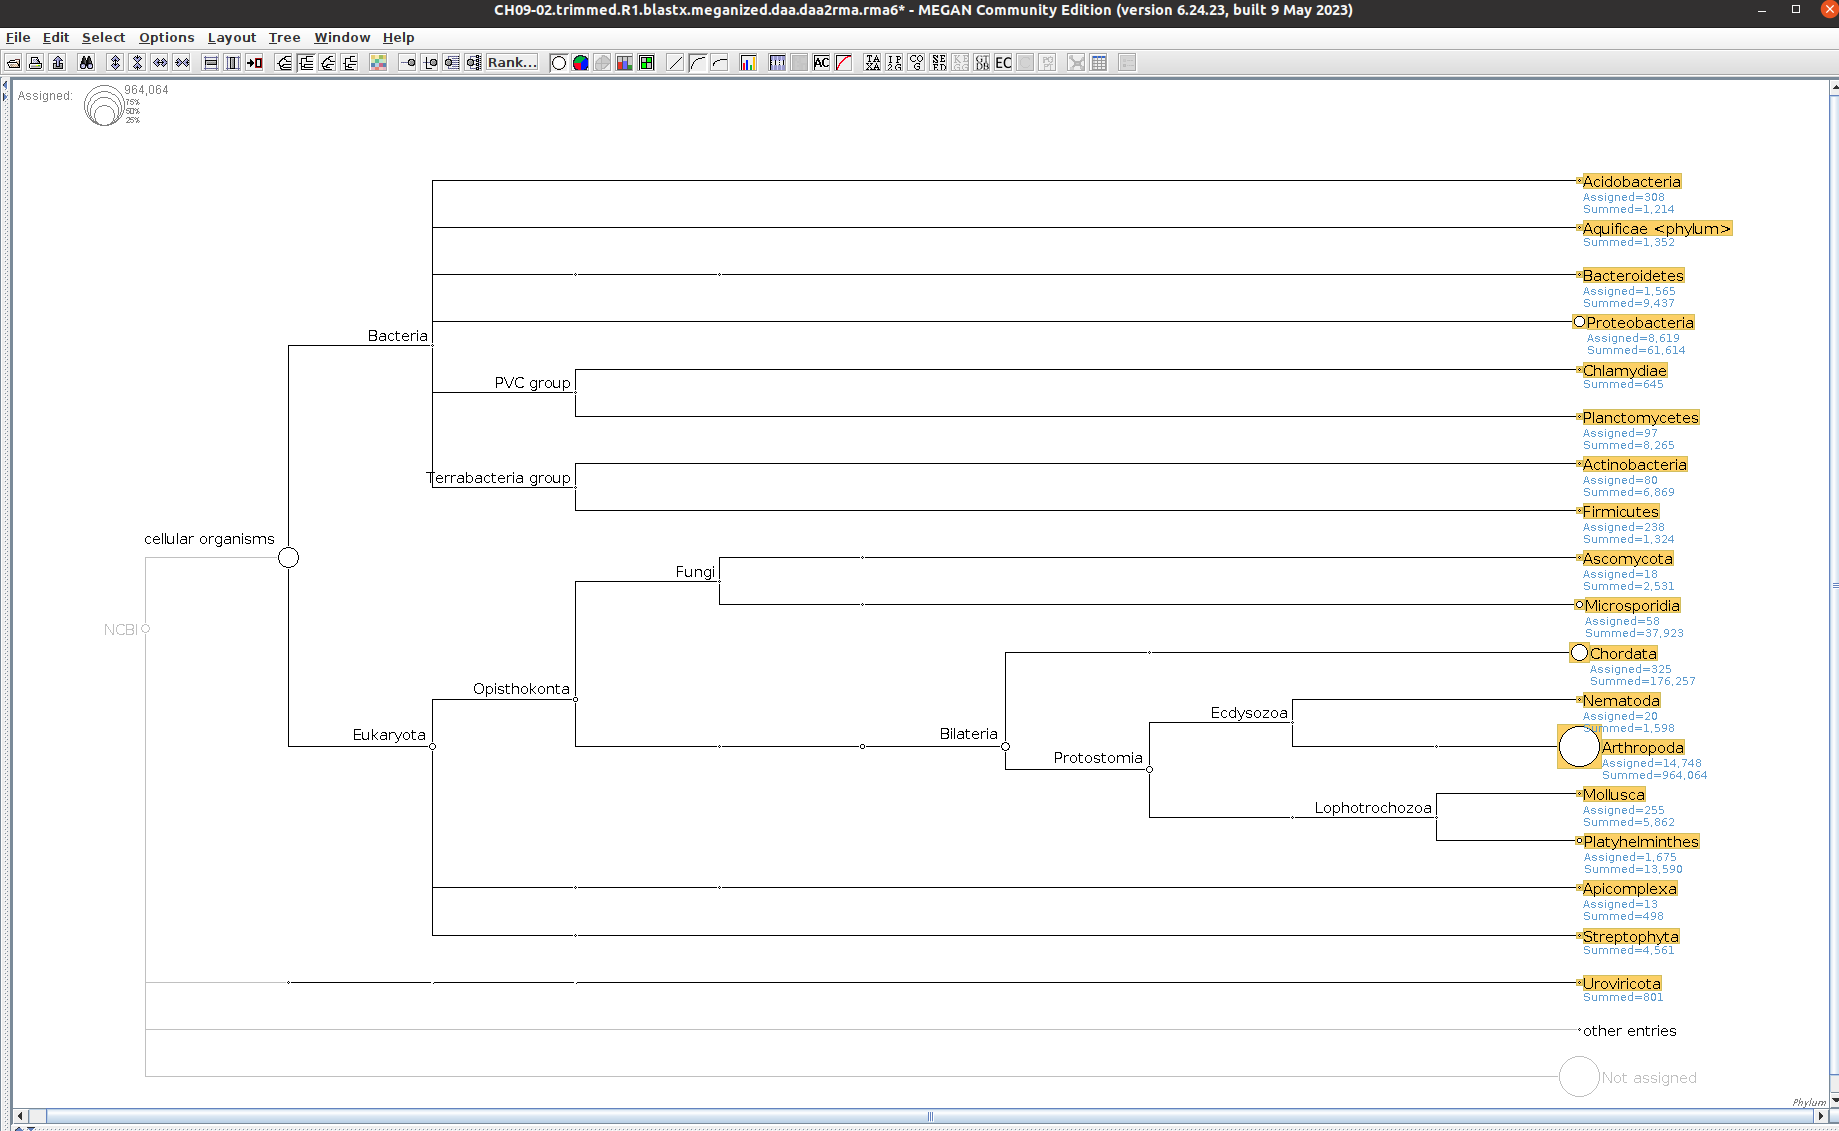 CH09-02.trimmed.R1.blastx.meganized.daa.daa2rma.rma6* - MEGAN Community Edition (version 6.24.23, built 9 May 2023)
File Edit Select Options Layout Tree Window Help
Rank... AC TAXA IPRG COG SEED KEGG GTDB EC
Assigned:
964,064
75%
50%
25%
Acidobacteria
Assigned=308
Summed=1,214
Aquificae <phylum>
Summed=1,352
Bacteroidetes
Assigned=1,565
Summed=9,437
Proteobacteria
Assigned=8,619
Summed=61,614
Bacteria
Chlamydiae
Summed=645
PVC group
Planctomycetes
Assigned=97
Summed=8,265
Actinobacteria
Assigned=80
Summed=6,869
Terrabacteria group
Firmicutes
Assigned=238
Summed=1,324
cellular organisms
Ascomycota
Assigned=18
Summed=2,531
Fungi
Microsporidia
Assigned=58
Summed=37,923
NCBI
Chordata
Assigned=325
Summed=176,257
Opisthokonta
Nematoda
Assigned=20
Summed=1,598
Ecdysozoa
Eukaryota
Bilateria
Arthropoda
Assigned=14,748
Summed=964,064
Protostomia
Mollusca
Assigned=255
Summed=5,862
Lophotrochozoa
Platyhelminthes
Assigned=1,675
Summed=13,590
Apicomplexa
Assigned=13
Summed=498
Streptophyta
Summed=4,561
Uroviricota
Summed=801
other entries
Not assigned
Phylum